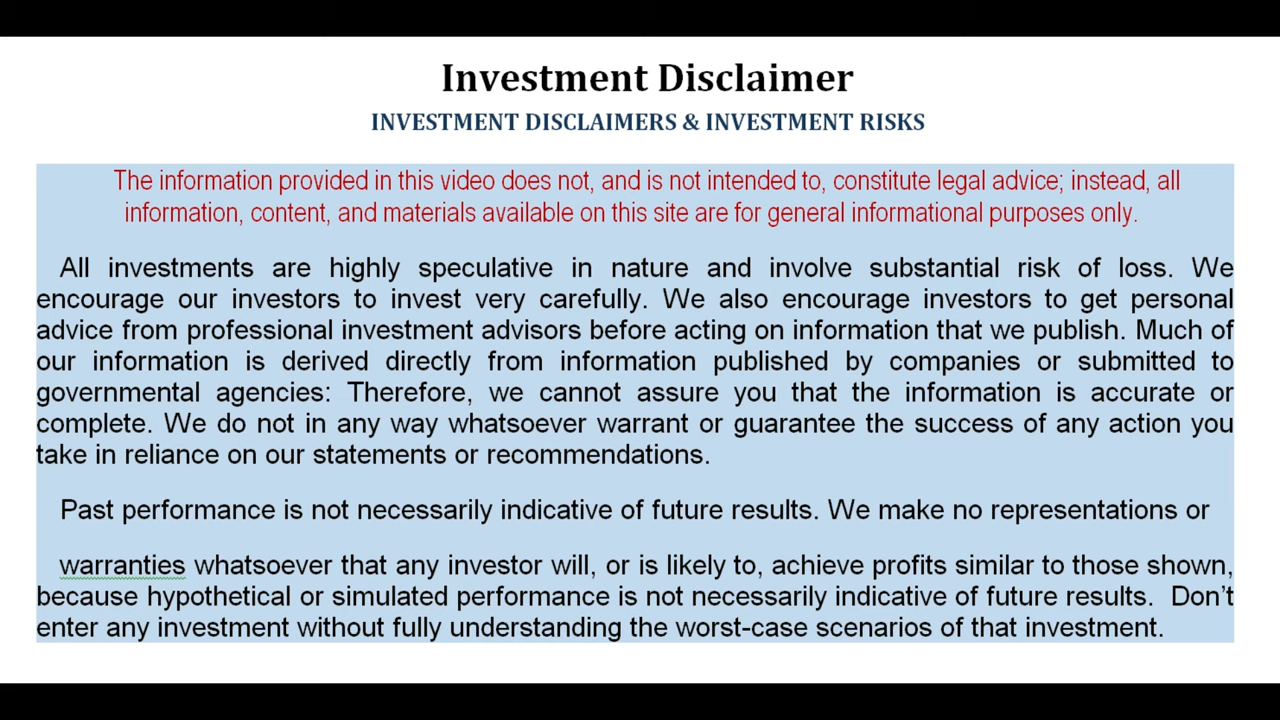 Investment Disclaimer
INVESTMENT DISCLAIMERS & INVESTMENT RISKS
The information provided in this video does not, and is not intended to, constitute legal advice; instead, all
information, content, and materials available on this site are for general informational purposes only.
All investments are highly speculative in nature and involve substantial risk of loss. We
encourage our investors to invest very carefully. We also encourage investors to get personal
advice from professional investment advisors before acting on information that we publish. Much of
our information is derived directly from information published by companies or submitted to
governmental agencies: Therefore, we cannot assure you that the information is accurate or
complete. We do not in any way whatsoever warrant or guarantee the success of any action you
take in reliance on our statements or recommendations.
Past performance is not necessarily indicative of future results. We make no representations or
warranties whatsoever that any investor will, or is likely to, achieve profits similar to those shown,
because hypothetical or simulated performance is not necessarily indicative of future results.  Don’t
enter any investment without fully understanding the worst-case scenarios of that investment.